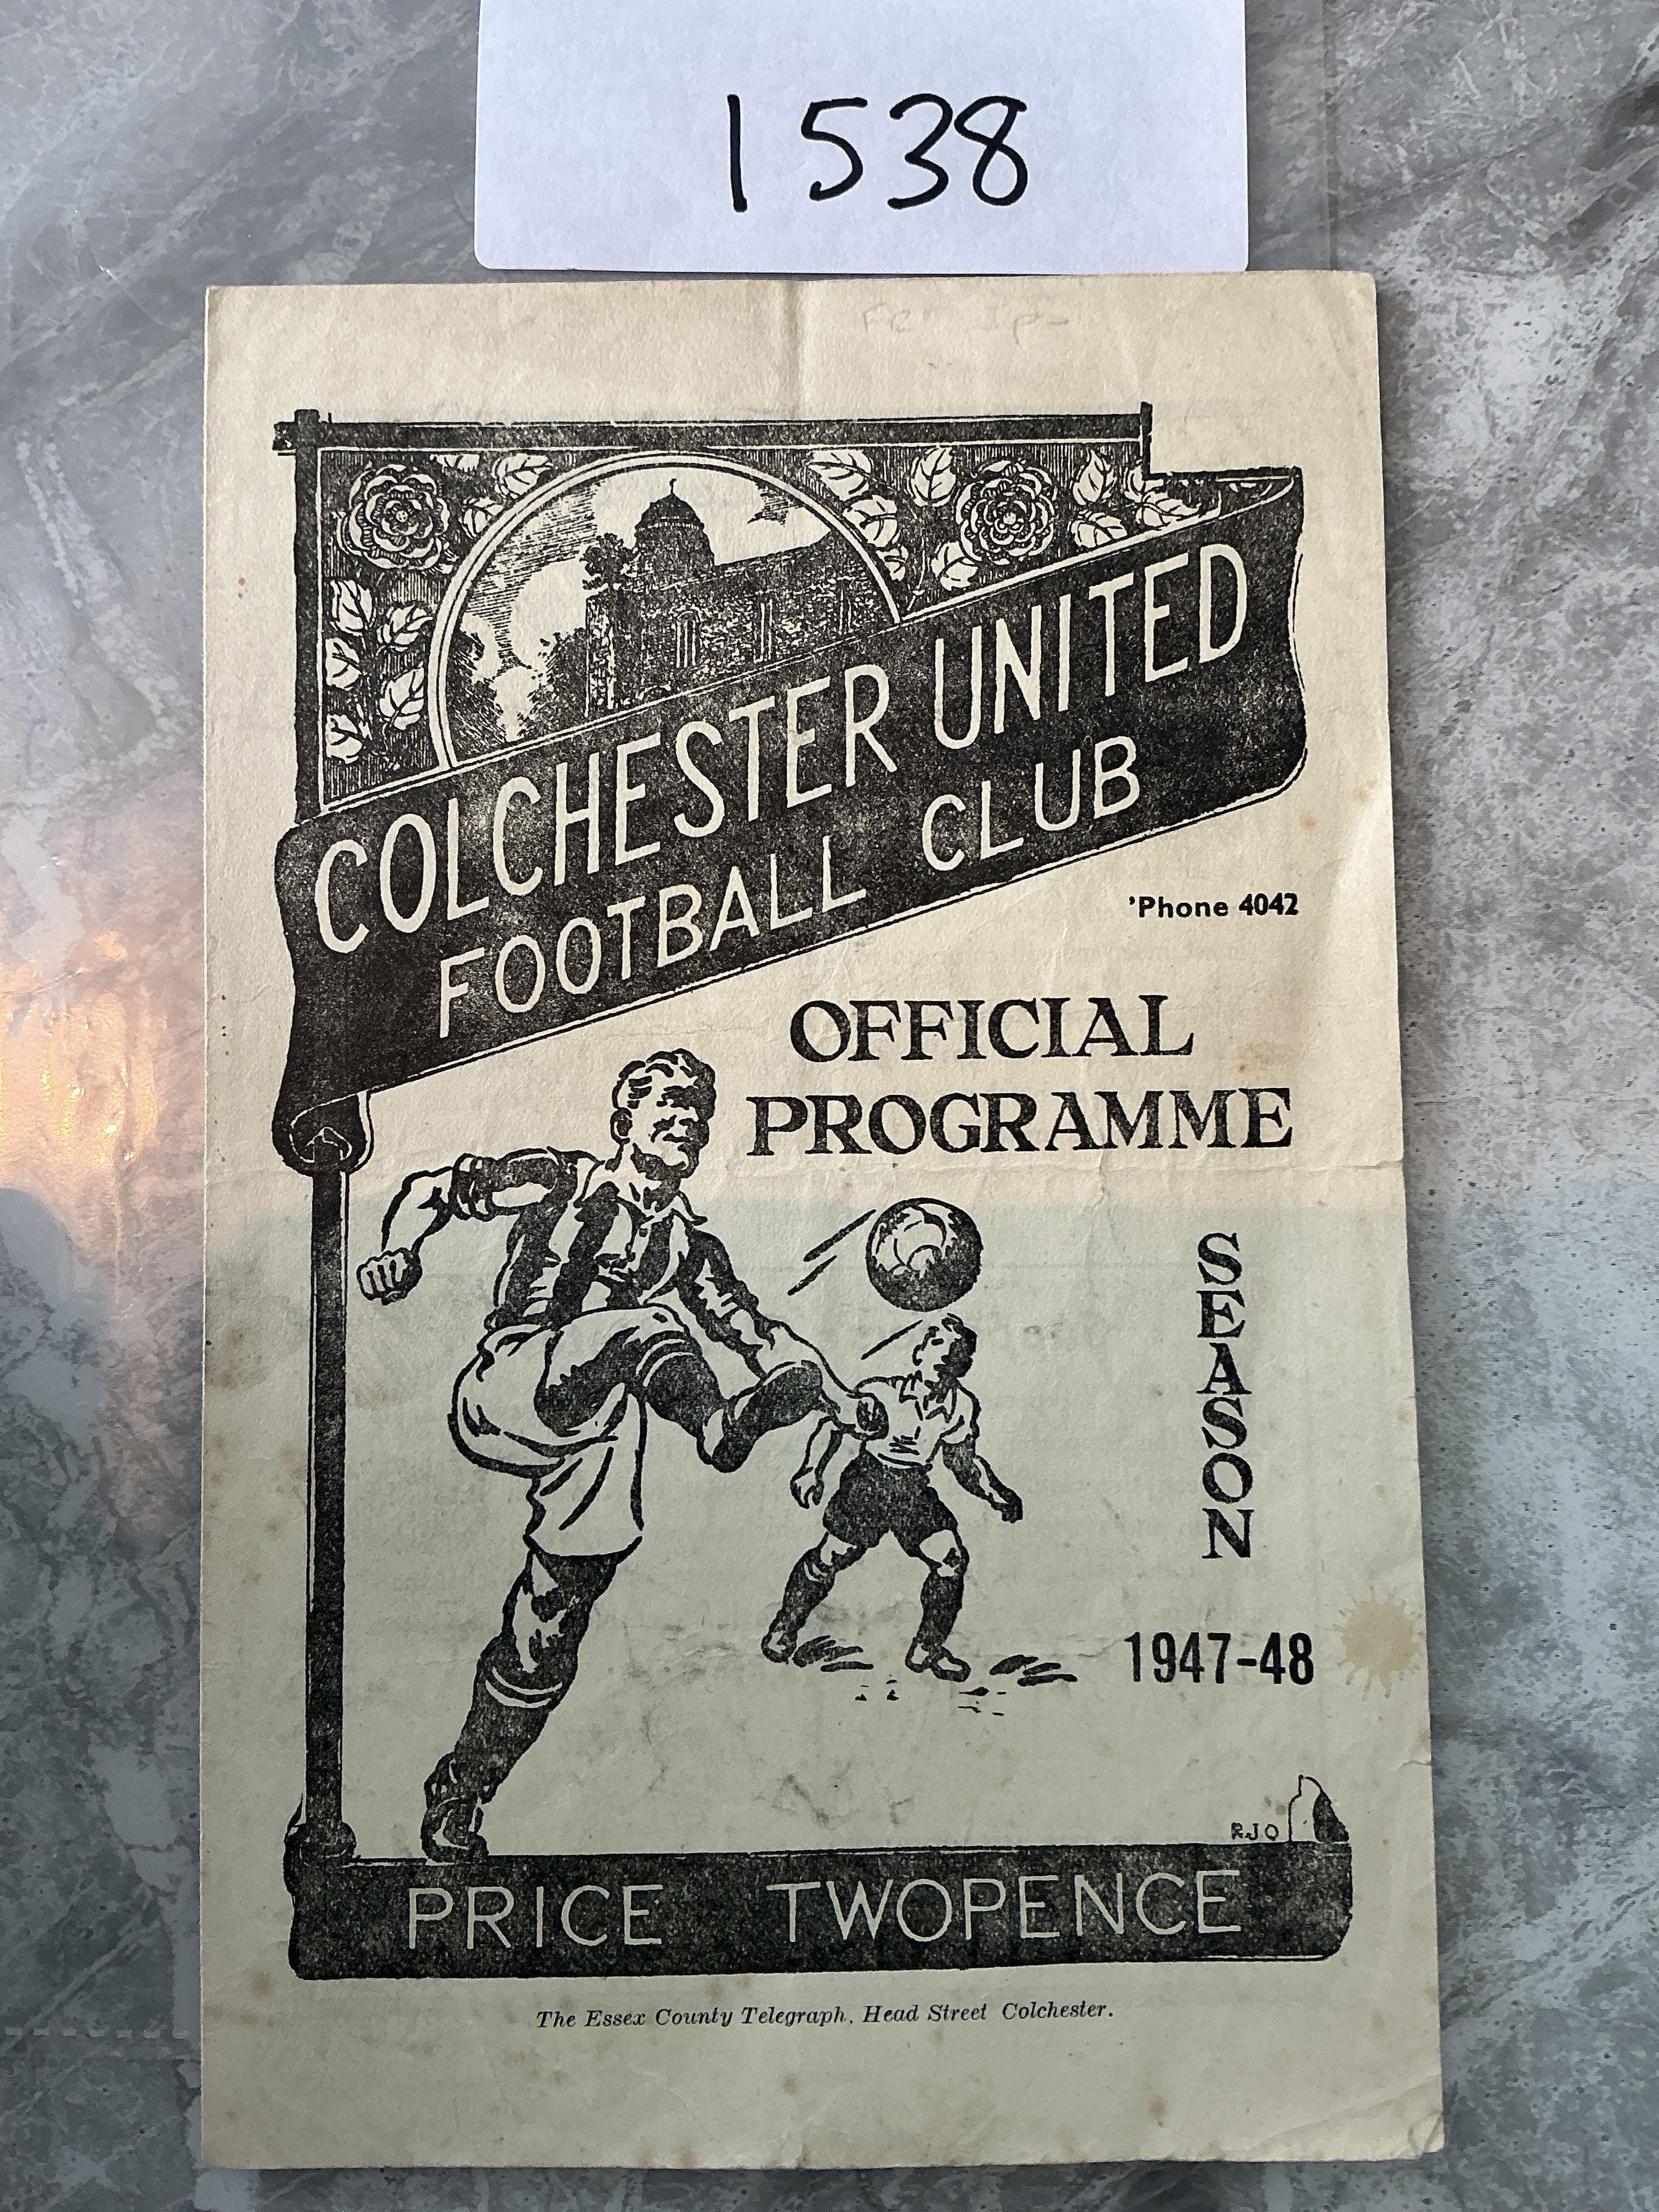 1538
COLCHESTER UNITED
FOOTBALL CLUB
'Phone 4042
OFFICIAL
PROGRAMME
SEASON
1947-48
RJQ
PRICE TWOPENCE
The Essex County Telegraph, Head Street Colchester.